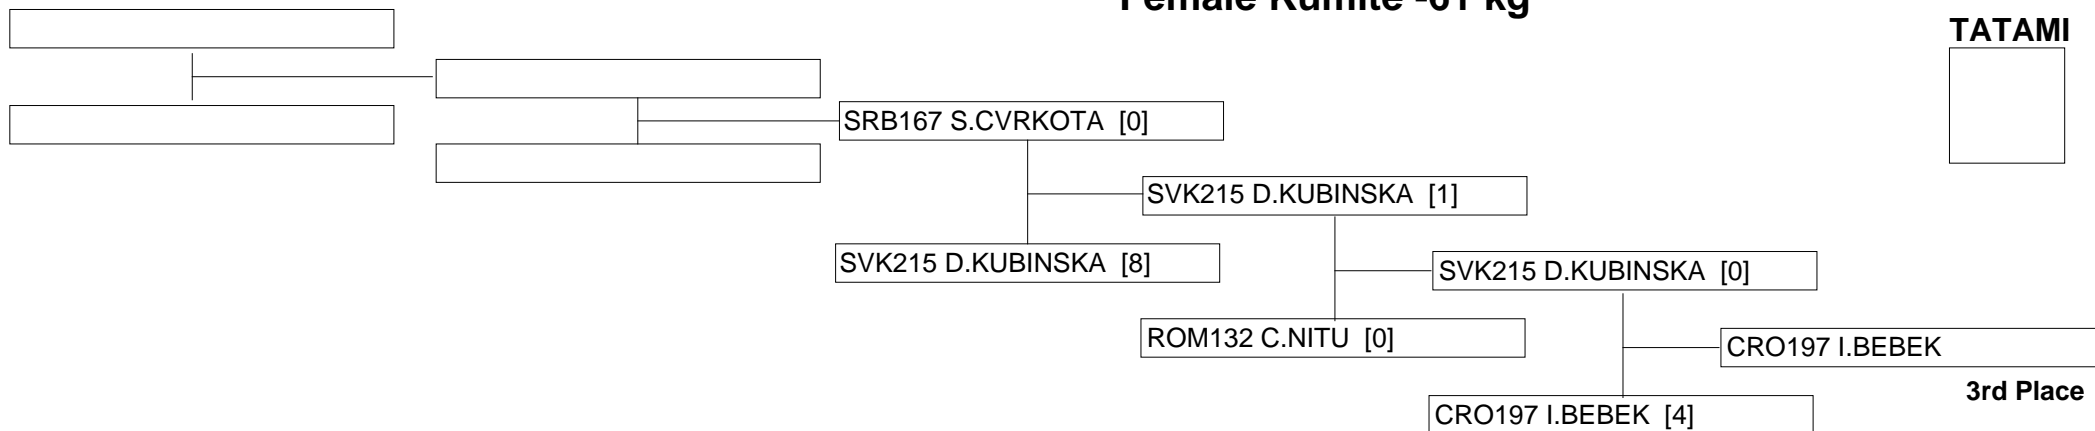 Female Kumite -61 kg
TATAMI
SRB167 S.CVRKOTA [0]
SVK215 D.KUBINSKA [1]
SVK215 D.KUBINSKA [8]
SVK215 D.KUBINSKA [0]
ROM132 C.NITU [0]
CRO197 I.BEBEK
3rd Place
CRO197 I.BEBEK [4]